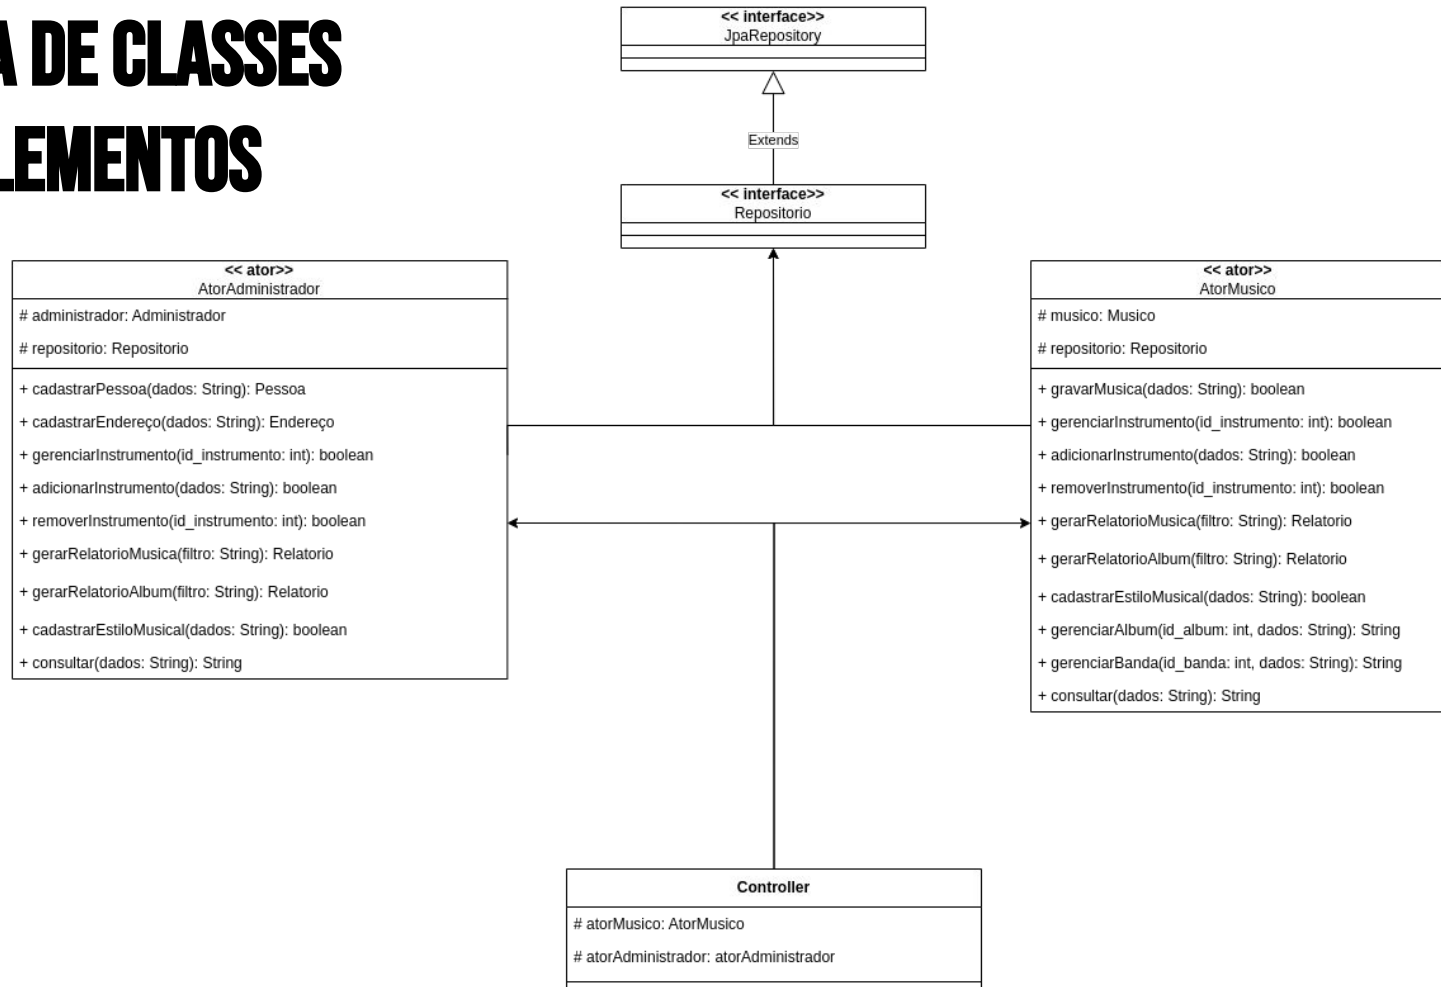 A DE CLASSES
LEMENTOS
<< interface>>
JpaRepository
Extends
<< interface>>
Repositorio
<< ator>>
AtorAdministrador
# administrador: Administrador
# repositorio: Repositorio
+ cadastrarPessoa(dados: String): Pessoa
+ cadastrarEndereço(dados: String): Endereço
+ gerenciarInstrumento(id_instrumento: int): boolean
+ adicionarInstrumento(dados: String): boolean
+ removerInstrumento(id_instrumento: int): boolean
+ gerarRelatorioMusica(filtro: String): Relatorio
+ gerarRelatorioAlbum(filtro: String): Relatorio
+ cadastrarEstiloMusical(dados: String): boolean
+ consultar(dados: String): String
<< ator>>
AtorMusico
# musico: Musico
# repositorio: Repositorio
+ gravarMusica(dados: String): boolean
+ gerenciarInstrumento(id_instrumento: int): boolean
+ adicionarInstrumento(dados: String): boolean
+ removerInstrumento(id_instrumento: int): boolean
+ gerarRelatorioMusica(filtro: String): Relatorio
+ gerarRelatorioAlbum(filtro: String): Relatorio
+ cadastrarEstiloMusical(dados: String): boolean
+ gerenciarAlbum(id_album: int, dados: String): String
+ gerenciarBanda(id_banda: int, dados: String): String
+ consultar(dados: String): String
Controller
# atorMusico: AtorMusico
# atorAdministrador: atorAdministrador